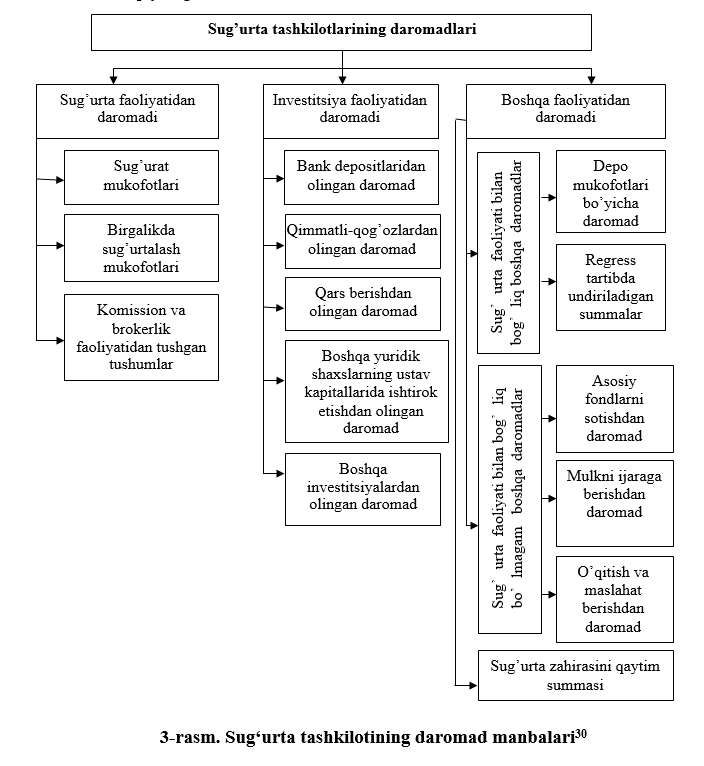 Sug’urta tashkilotlarining daromadlari
Sug’urta faoliyatidan
daromadi
Sug’urat
mukofotlari
Birgalikda
sug’urtalash
mukofotlari
Komission va
brokerlik
faoliyatidan tushgan
tushumlar
Investitsiya faoliyatidan
daromadi
Bank depositlaridan
olingan daromad
Qimmatli-qog’ozlardan
olingan daromad
Qars berishdan
olingan daromad
Boshqa yuridik
shaxslarning ustav
kapitallarida ishtirok
etishdan olingan
daromad
Boshqa
investitsiyalardan
olingan daromad
Boshqa faoliyatidan
daromadi
Sug’ urta faoliyati bilan
bog’ liq boshqa daromadlar
Depo
mukofotlari
bo’yicha
daromad
Regress
tartibda
undiriladigan
summalar
Sug’ urta faoliyati bilan bog’ liq
bo’ lmagam boshqa daromadlar
Asosiy
fondlarni
sotishdan
daromad
Mulkni ijaraga
berishdan
daromad
O’qitish va
maslahat
berishdan
daromad
Sug’urta zahirasini qaytim
summasi
3-rasm. Sug‘urta tashkilotining daromad manbalari³⁰